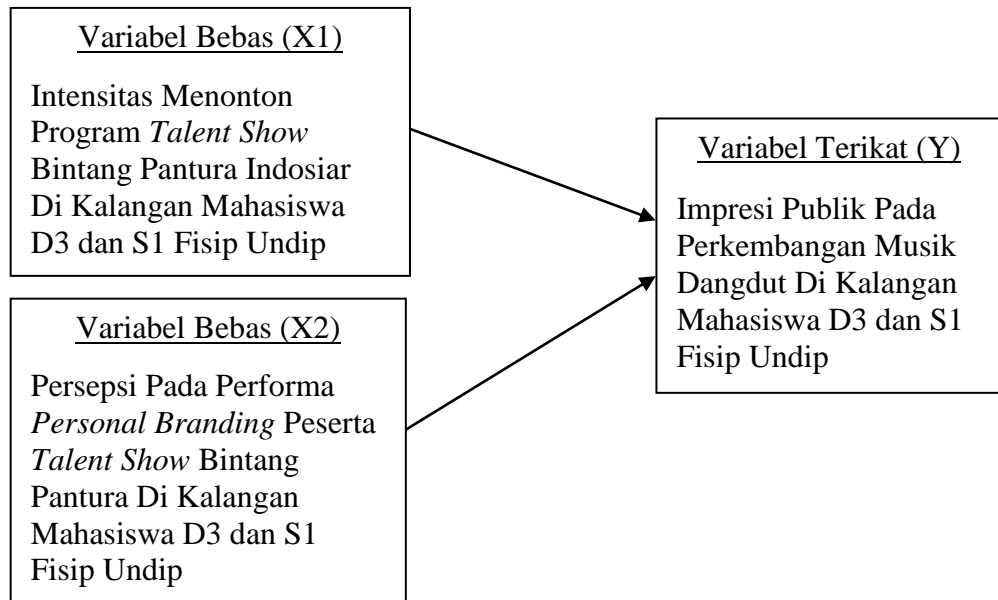 Variabel Bebas (X1)
Intensitas Menonton
Program Talent Show
Bintang Pantura Indosiar
Di Kalangan Mahasiswa
D3 dan S1 Fisip Undip
Variabel Bebas (X2)
Persepsi Pada Performa
Personal Branding Peserta
Talent Show Bintang
Pantura Di Kalangan
Mahasiswa D3 dan S1
Fisip Undip
Variabel Terikat (Y)
Impresi Publik Pada
Perkembangan Musik
Dangdut Di Kalangan
Mahasiswa D3 dan S1
Fisip Undip